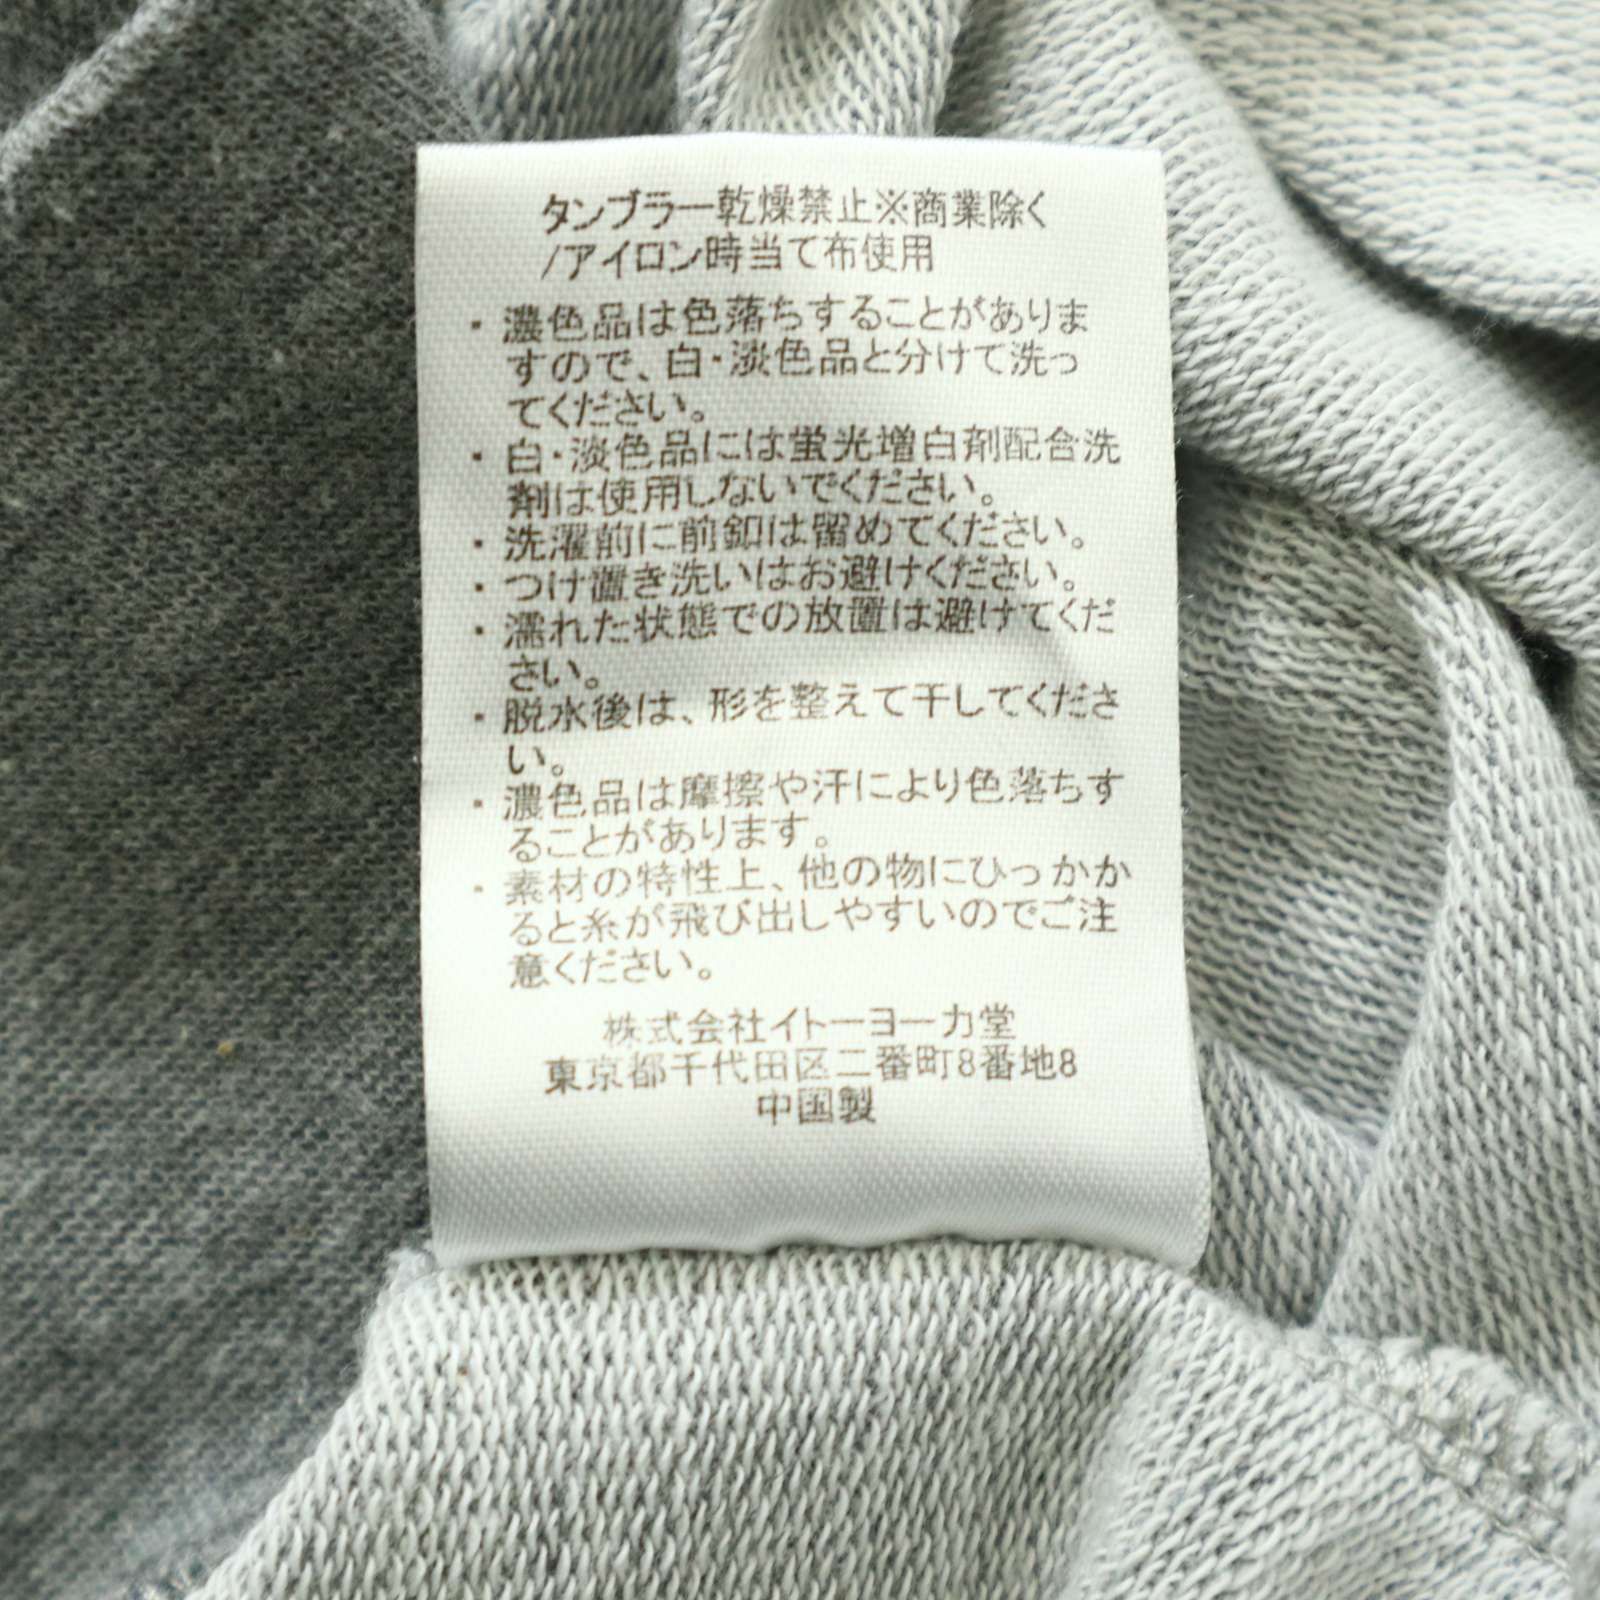 タンブラー乾燥禁止※商業除く
/アイロン時当て布使用
・濃色品は色落ちすることがありま
すので、白・淡色品と分けて洗っ
てください。
・白・淡色品には蛍光増白剤配合洗
剤は使用しないでください。
・洗濯前に前釦は留めてください。
・つけ置き洗いはお避けください。
・濡れた状態での放置は避けてくだ
さい。
・脱水後は、形を整えて干してくださ
い。
・濃色品は摩擦や汗により色落ちす
ることがあります。
・素材の特性上、他の物にひっかか
ると糸が飛び出しやすいのでご注
意ください。
株式会社イトーヨーカ堂
東京都千代田区二番町8番地8
中国製